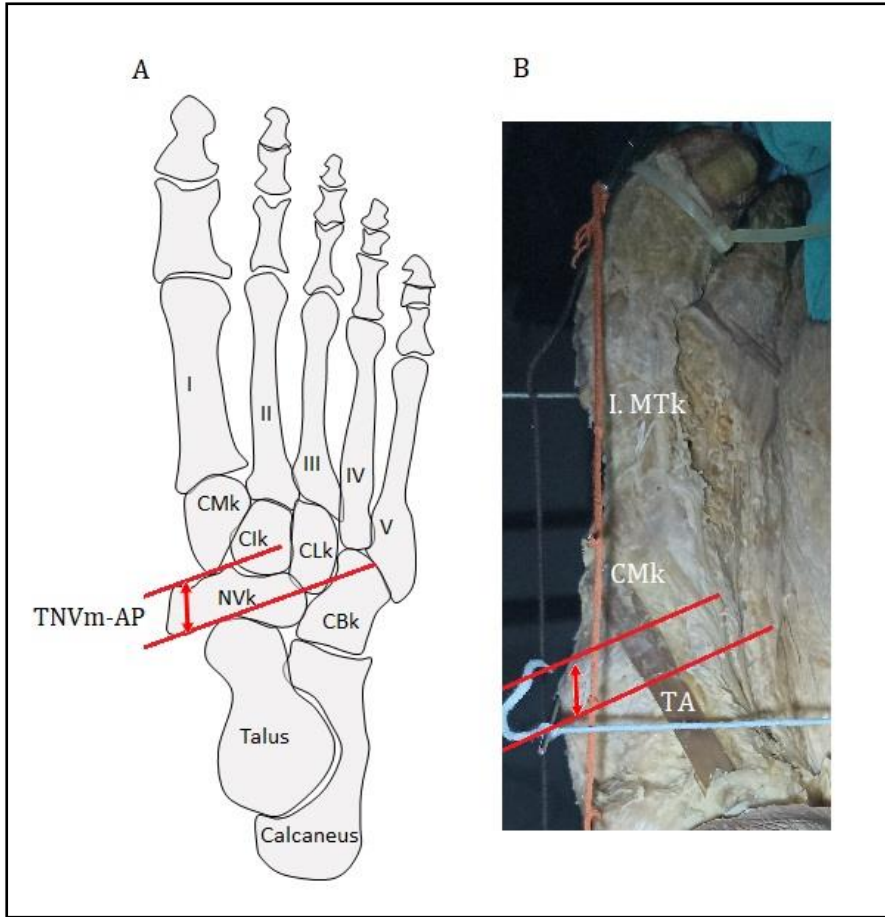 A
B
I
II
III
IV
V
CMk
CIk
CLk
NVk
CBk
TNVm-AP
Talus
Calcaneus
I. MTk
CMk
TA